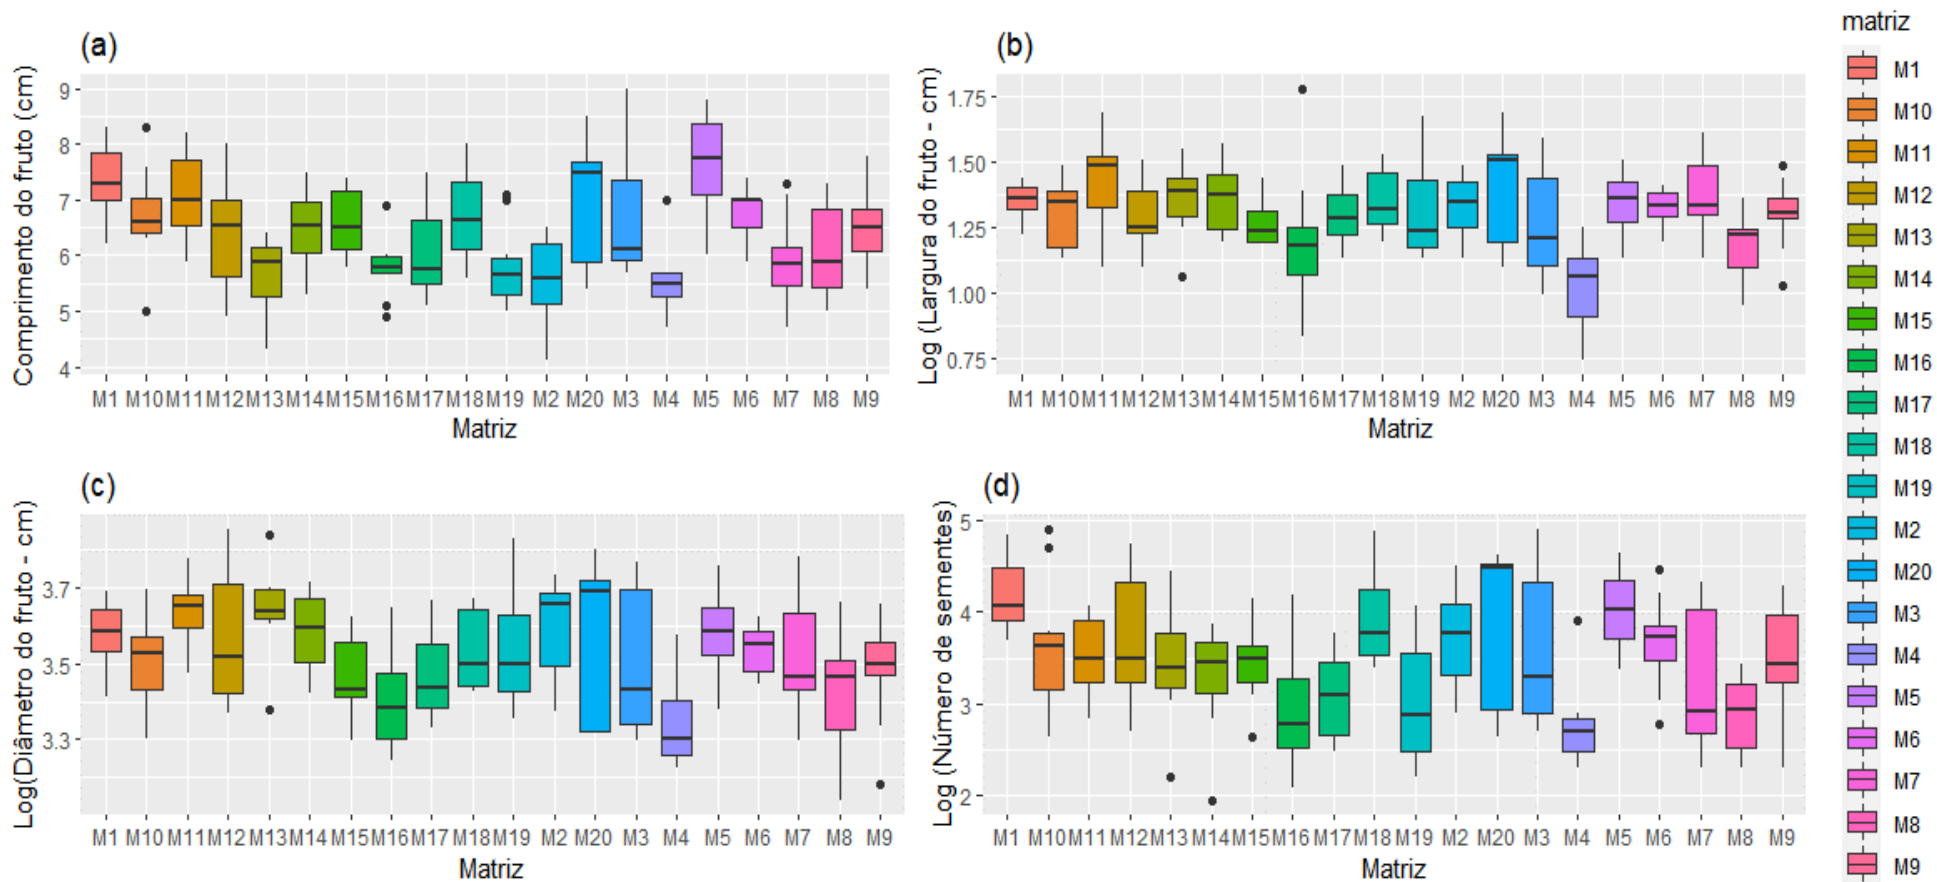 (a)
Comprimento do fruto (cm)
9
8
7
6
5
4
M1 M10 M11 M12 M13 M14 M15 M16 M17 M18 M19 M2 M20 M3 M4 M5 M6 M7 M8 M9
Matriz
(b)
Log (Largura do fruto - cm)
1.75
1.50
1.25
1.00
0.75
M1 M10 M11 M12 M13 M14 M15 M16 M17 M18 M19 M2 M20 M3 M4 M5 M6 M7 M8 M9
Matriz
(c)
Log(Diâmetro do fruto - cm)
3.7
3.5
3.3
M1 M10 M11 M12 M13 M14 M15 M16 M17 M18 M19 M2 M20 M3 M4 M5 M6 M7 M8 M9
Matriz
(d)
Log (Número de sementes)
5
4
3
2
M1 M10 M11 M12 M13 M14 M15 M16 M17 M18 M19 M2 M20 M3 M4 M5 M6 M7 M8 M9
Matriz
matriz
M1
M10
M11
M12
M13
M14
M15
M16
M17
M18
M19
M2
M20
M3
M4
M5
M6
M7
M8
M9